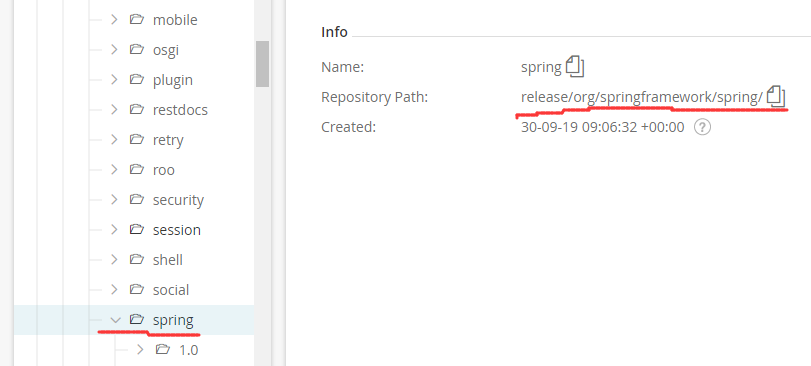 mobile
osgi
plugin
restdocs
retry
roo
security
session
shell
social
spring
1.0
Info
Name: spring
Repository Path: release/org/springframework/spring/
Created: 30-09-19 09:06:32 +00:00 ?